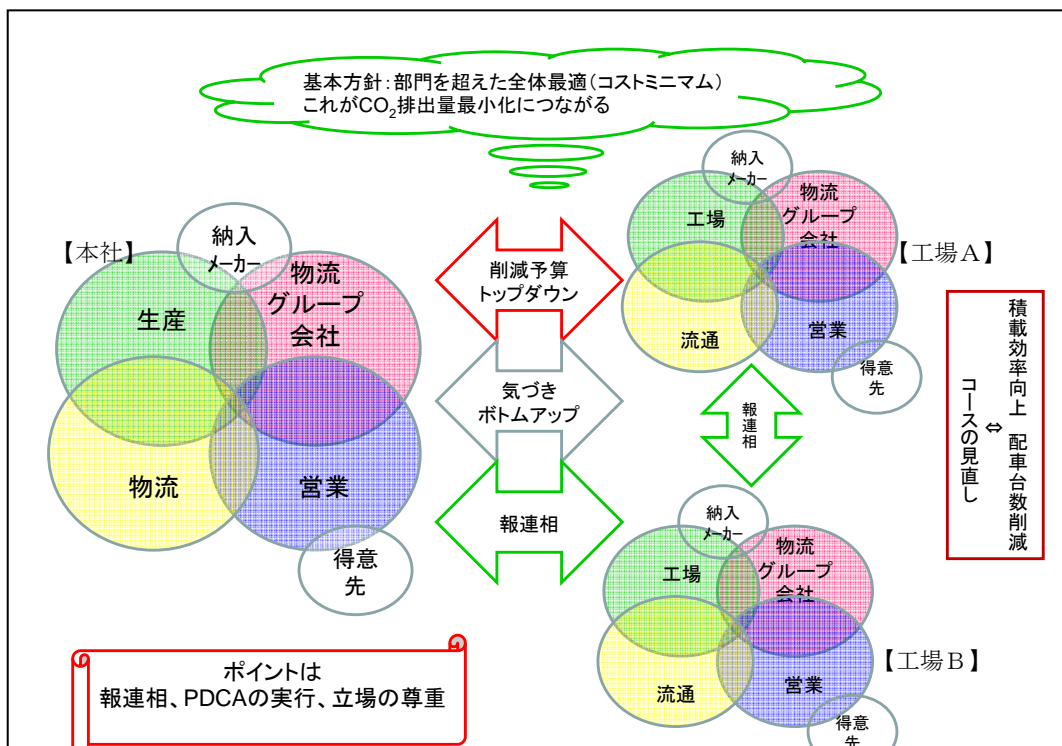 基本方針：部門を超えた全体最適（コストミニマム）
これがCO2排出量最小化につながる
【本社】
納入
メーカー
生産
物流
グループ
会社
物流
営業
得意
先
削減予算
トップダウン
気づき
ボトムアップ
報連相
納入
メーカー
工場
物流
グループ
会社
【工場Ａ】
流通
営業
得意
先
報連相
納入
メーカー
工場
物流
グループ
会社
【工場Ｂ】
流通
営業
得意
先
積載効率向上 配車台数削減
⇔
コースの見直し
ポイントは
報連相、PDCAの実行、立場の尊重